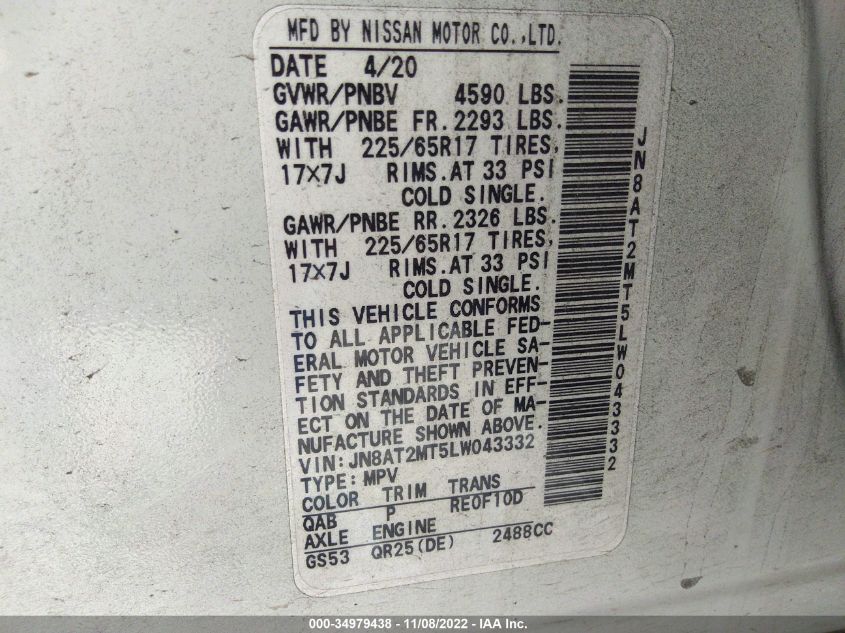 MFD BY NISSAN MOTOR CO.,LTD.
DATE 4/20
GVWR/PNBV 4590 LBS.
GAWR/PNBE FR. 2293 LBS.
WITH 225/65R17 TIRES,
17X7J RIMS. AT 33 PSI
COLD SINGLE.
GAWR/PNBE RR. 2326 LBS.
WITH 225/65R17 TIRES,
17X7J RIMS. AT 33 PSI
COLD SINGLE.
THIS VEHICLE CONFORMS
TO ALL APPLICABLE FED-
ERAL MOTOR VEHICLE SA-
FETY AND THEFT PREVEN-
TION STANDARDS IN EFF-
ECT ON THE DATE OF MA-
NUFACTURE SHOWN ABOVE.
VIN:JN8AT2MT5LW043332
TYPE:MPV
COLOR TRIM TRANS
QAB P RE0F10D
AXLE ENGINE
GS53 QR25(DE) 2488CC
JN8AT2MT5LW043332
000-34979438 - 11/08/2022 - IAA Inc.